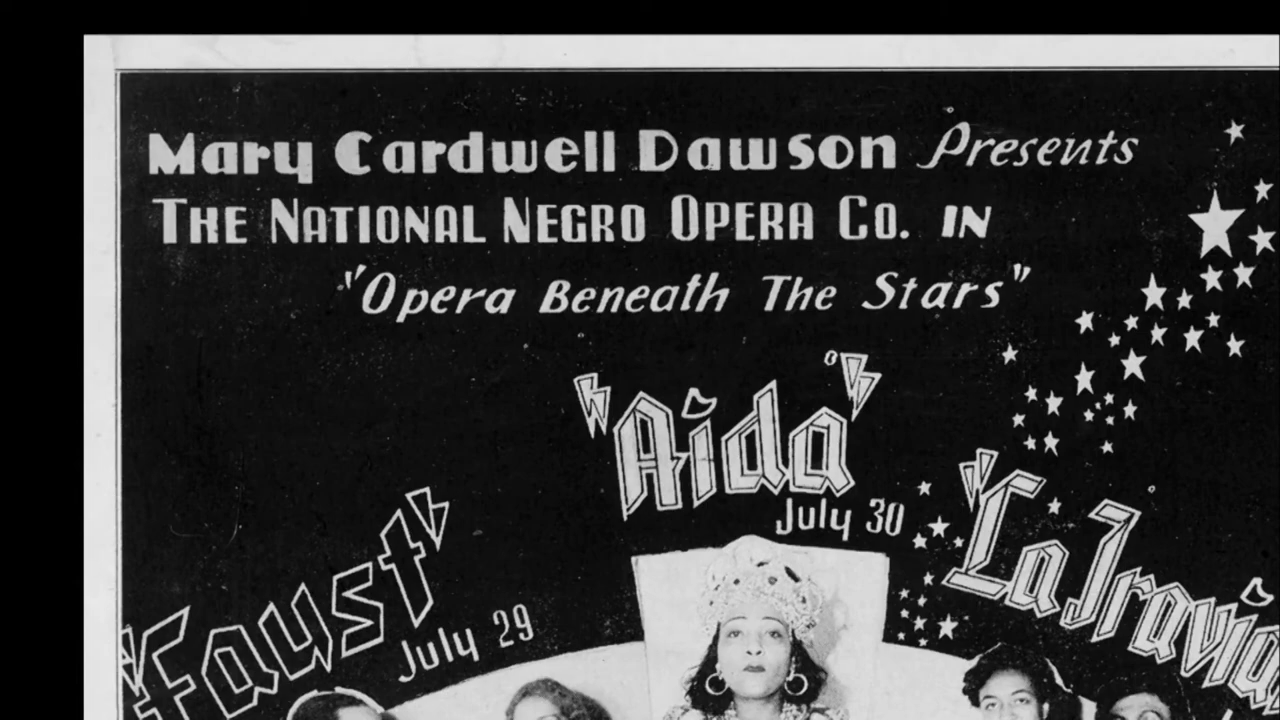 Mary Cardwell Dawson Presents
THE NATIONAL NEGRO OPERA CO. IN
"Opera Beneath The Stars"
"Aida"
July 30
"Faust"
July 29
"La Travia